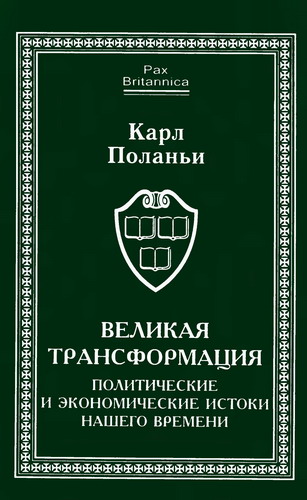 Pax
Britannica
Карл
Поланьи
ВЕЛИКАЯ
ТРАНСФОРМАЦИЯ
ПОЛИТИЧЕСКИЕ
И ЭКОНОМИЧЕСКИЕ ИСТОКИ
НАШЕГО ВРЕМЕНИ